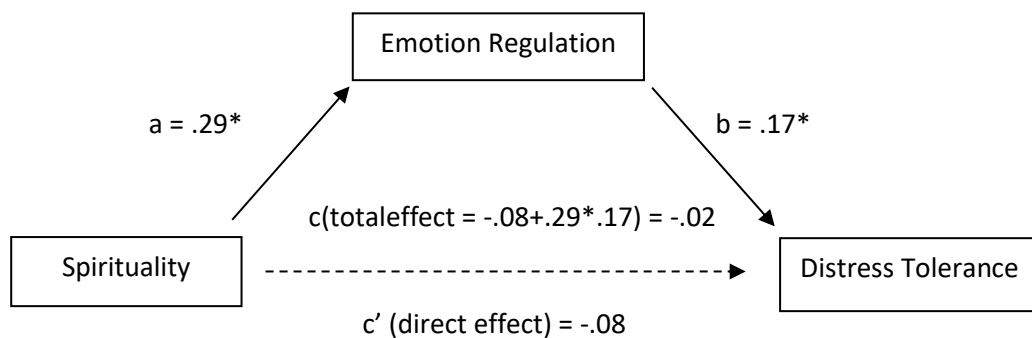 Emotion Regulation
a = .29*
b = .17*
c(totaleffect = -.08+.29*.17) = -.02
Spirituality
Distress Tolerance
c’ (direct effect) = -.08